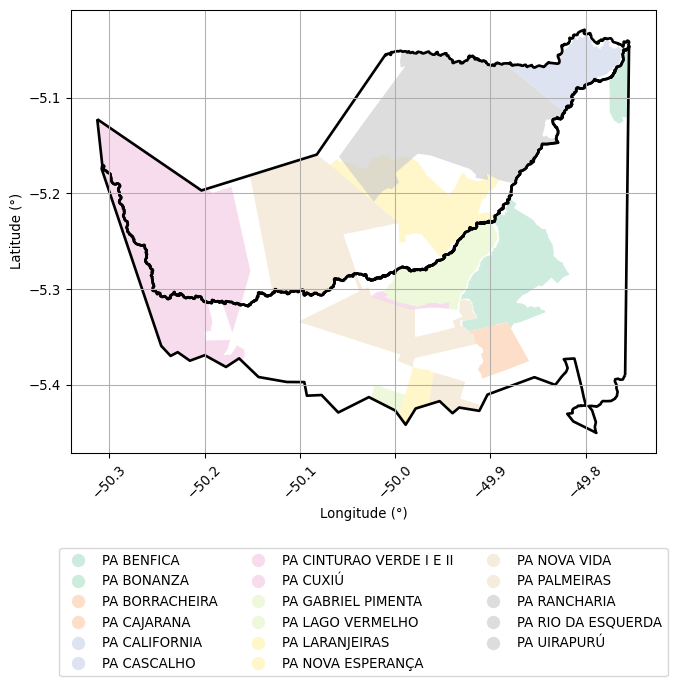 −5.1
−5.2
−5.3
−5.4
Latitude (°)
−50.3
−50.2
−50.1
−50.0
−49.9
−49.8
Longitude (°)
PA BENFICA
PA BONANZA
PA BORRACHEIRA
PA CAJARANA
PA CALIFORNIA
PA CASCALHO
PA CINTURAO VERDE I E II
PA CUXIÚ
PA GABRIEL PIMENTA
PA LAGO VERMELHO
PA LARANJEIRAS
PA NOVA ESPERANÇA
PA NOVA VIDA
PA PALMEIRAS
PA RANCHARIA
PA RIO DA ESQUERDA
PA UIRAPURÚ